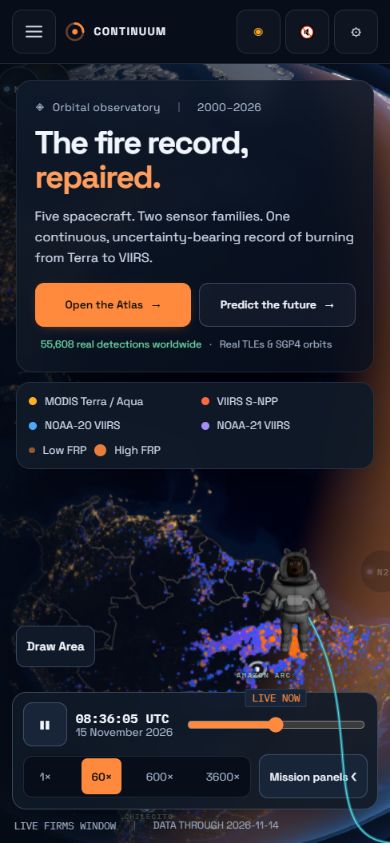 CONTINUUM
Orbital observatory | 2000–2026
The fire record,
repaired.
Five spacecraft. Two sensor families. One
continuous, uncertainty-bearing record of burning
from Terra to VIIRS.
Open the Atlas →
Predict the future →
55,608 real detections worldwide · Real TLEs & SGP4 orbits
MODIS Terra / Aqua
VIIRS S-NPP
NOAA-20 VIIRS
NOAA-21 VIIRS
Low FRP
High FRP
N2
Draw Area
AMAZON ARC
LIVE NOW
08:36:05 UTC
15 November 2026
1×
60×
600×
3600×
Mission panels
CHILECITO
LIVE FIRMS WINDOW | DATA THROUGH 2026-11-14